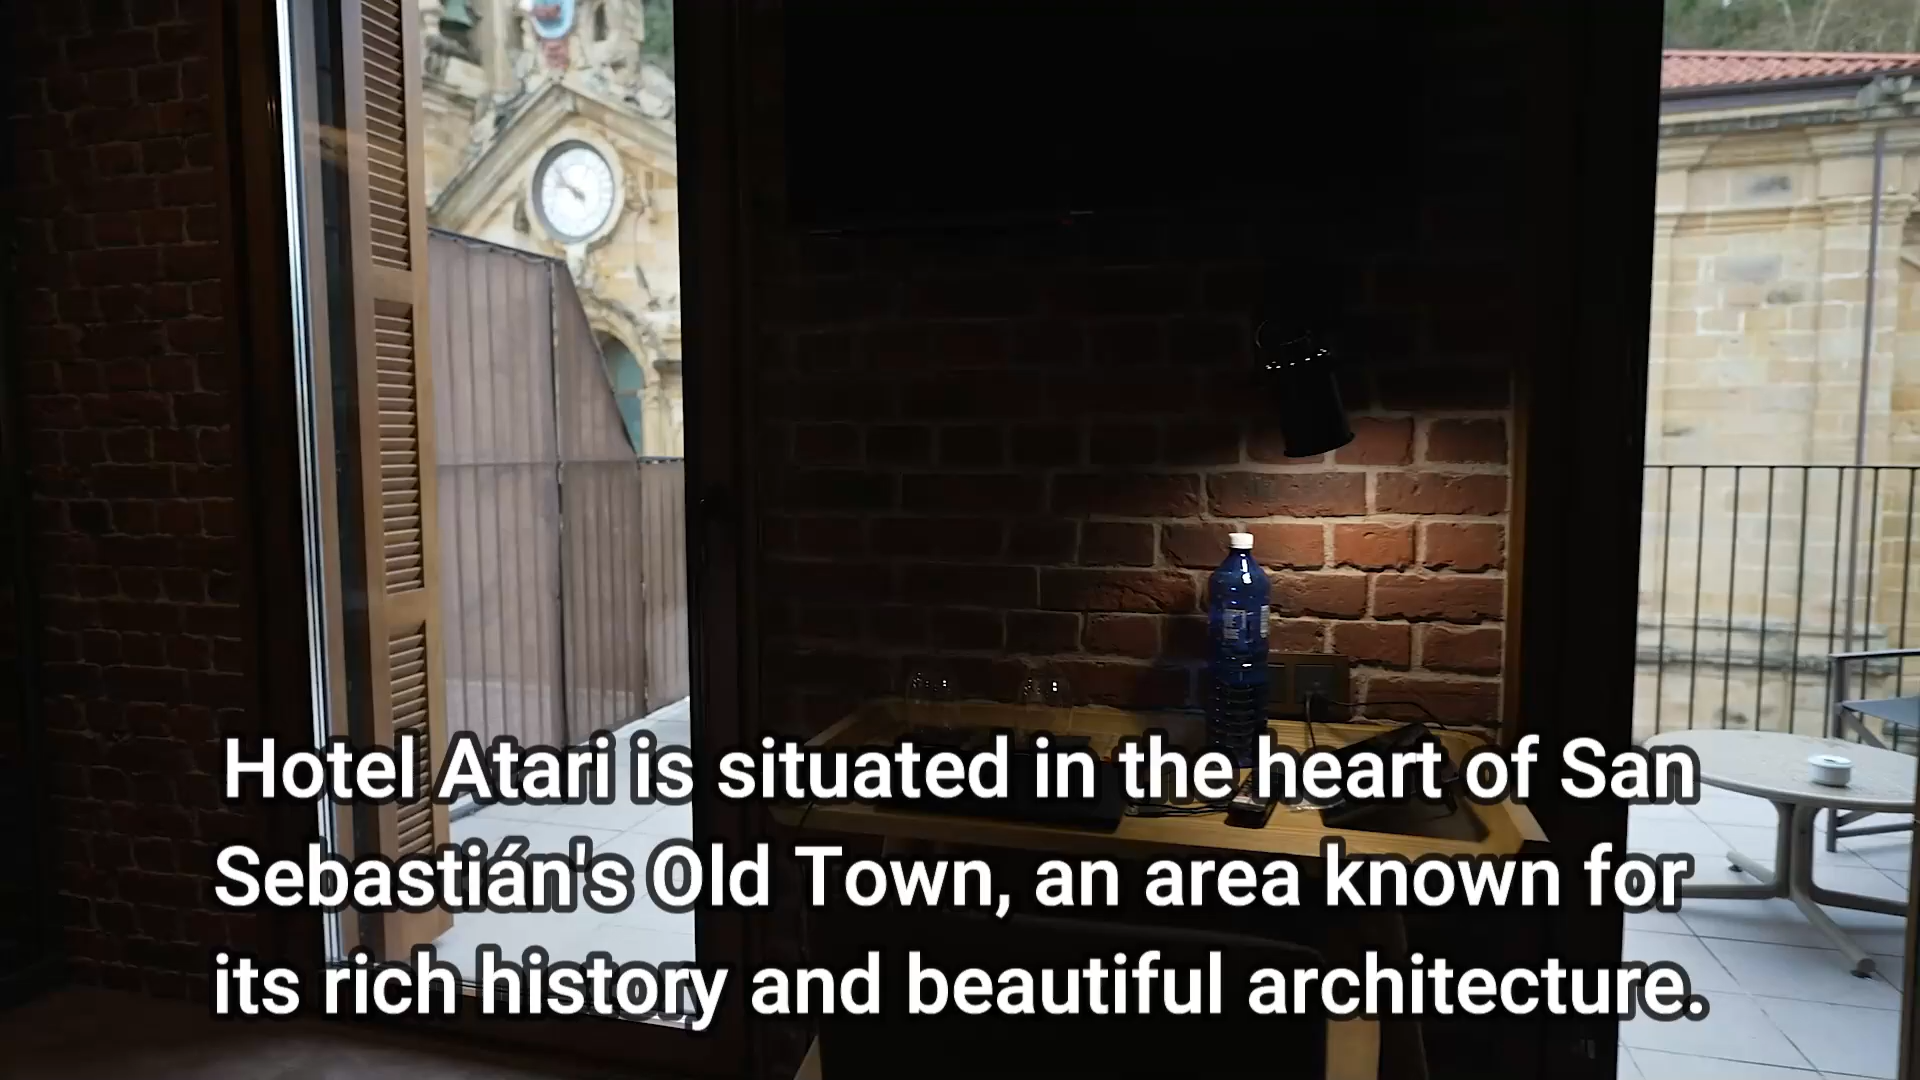 Hotel Atari is situated in the heart of San
Sebastián's Old Town, an area known for
its rich history and beautiful architecture.